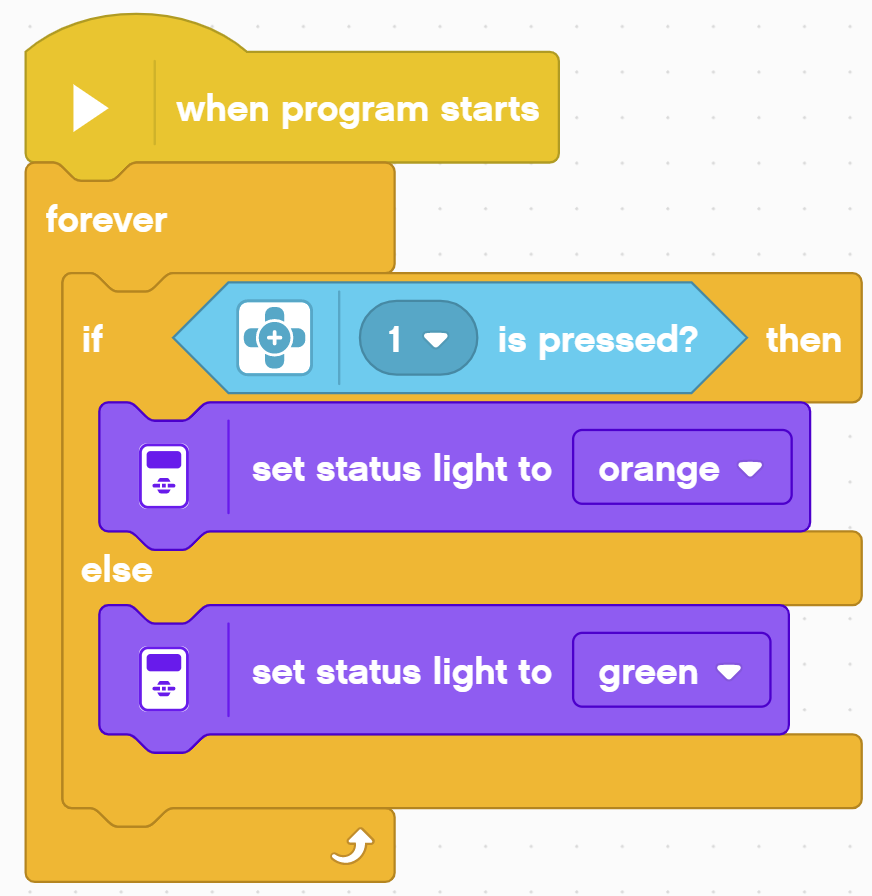 when program starts
forever
if 1 is pressed? then
set status light to orange
else
set status light to green